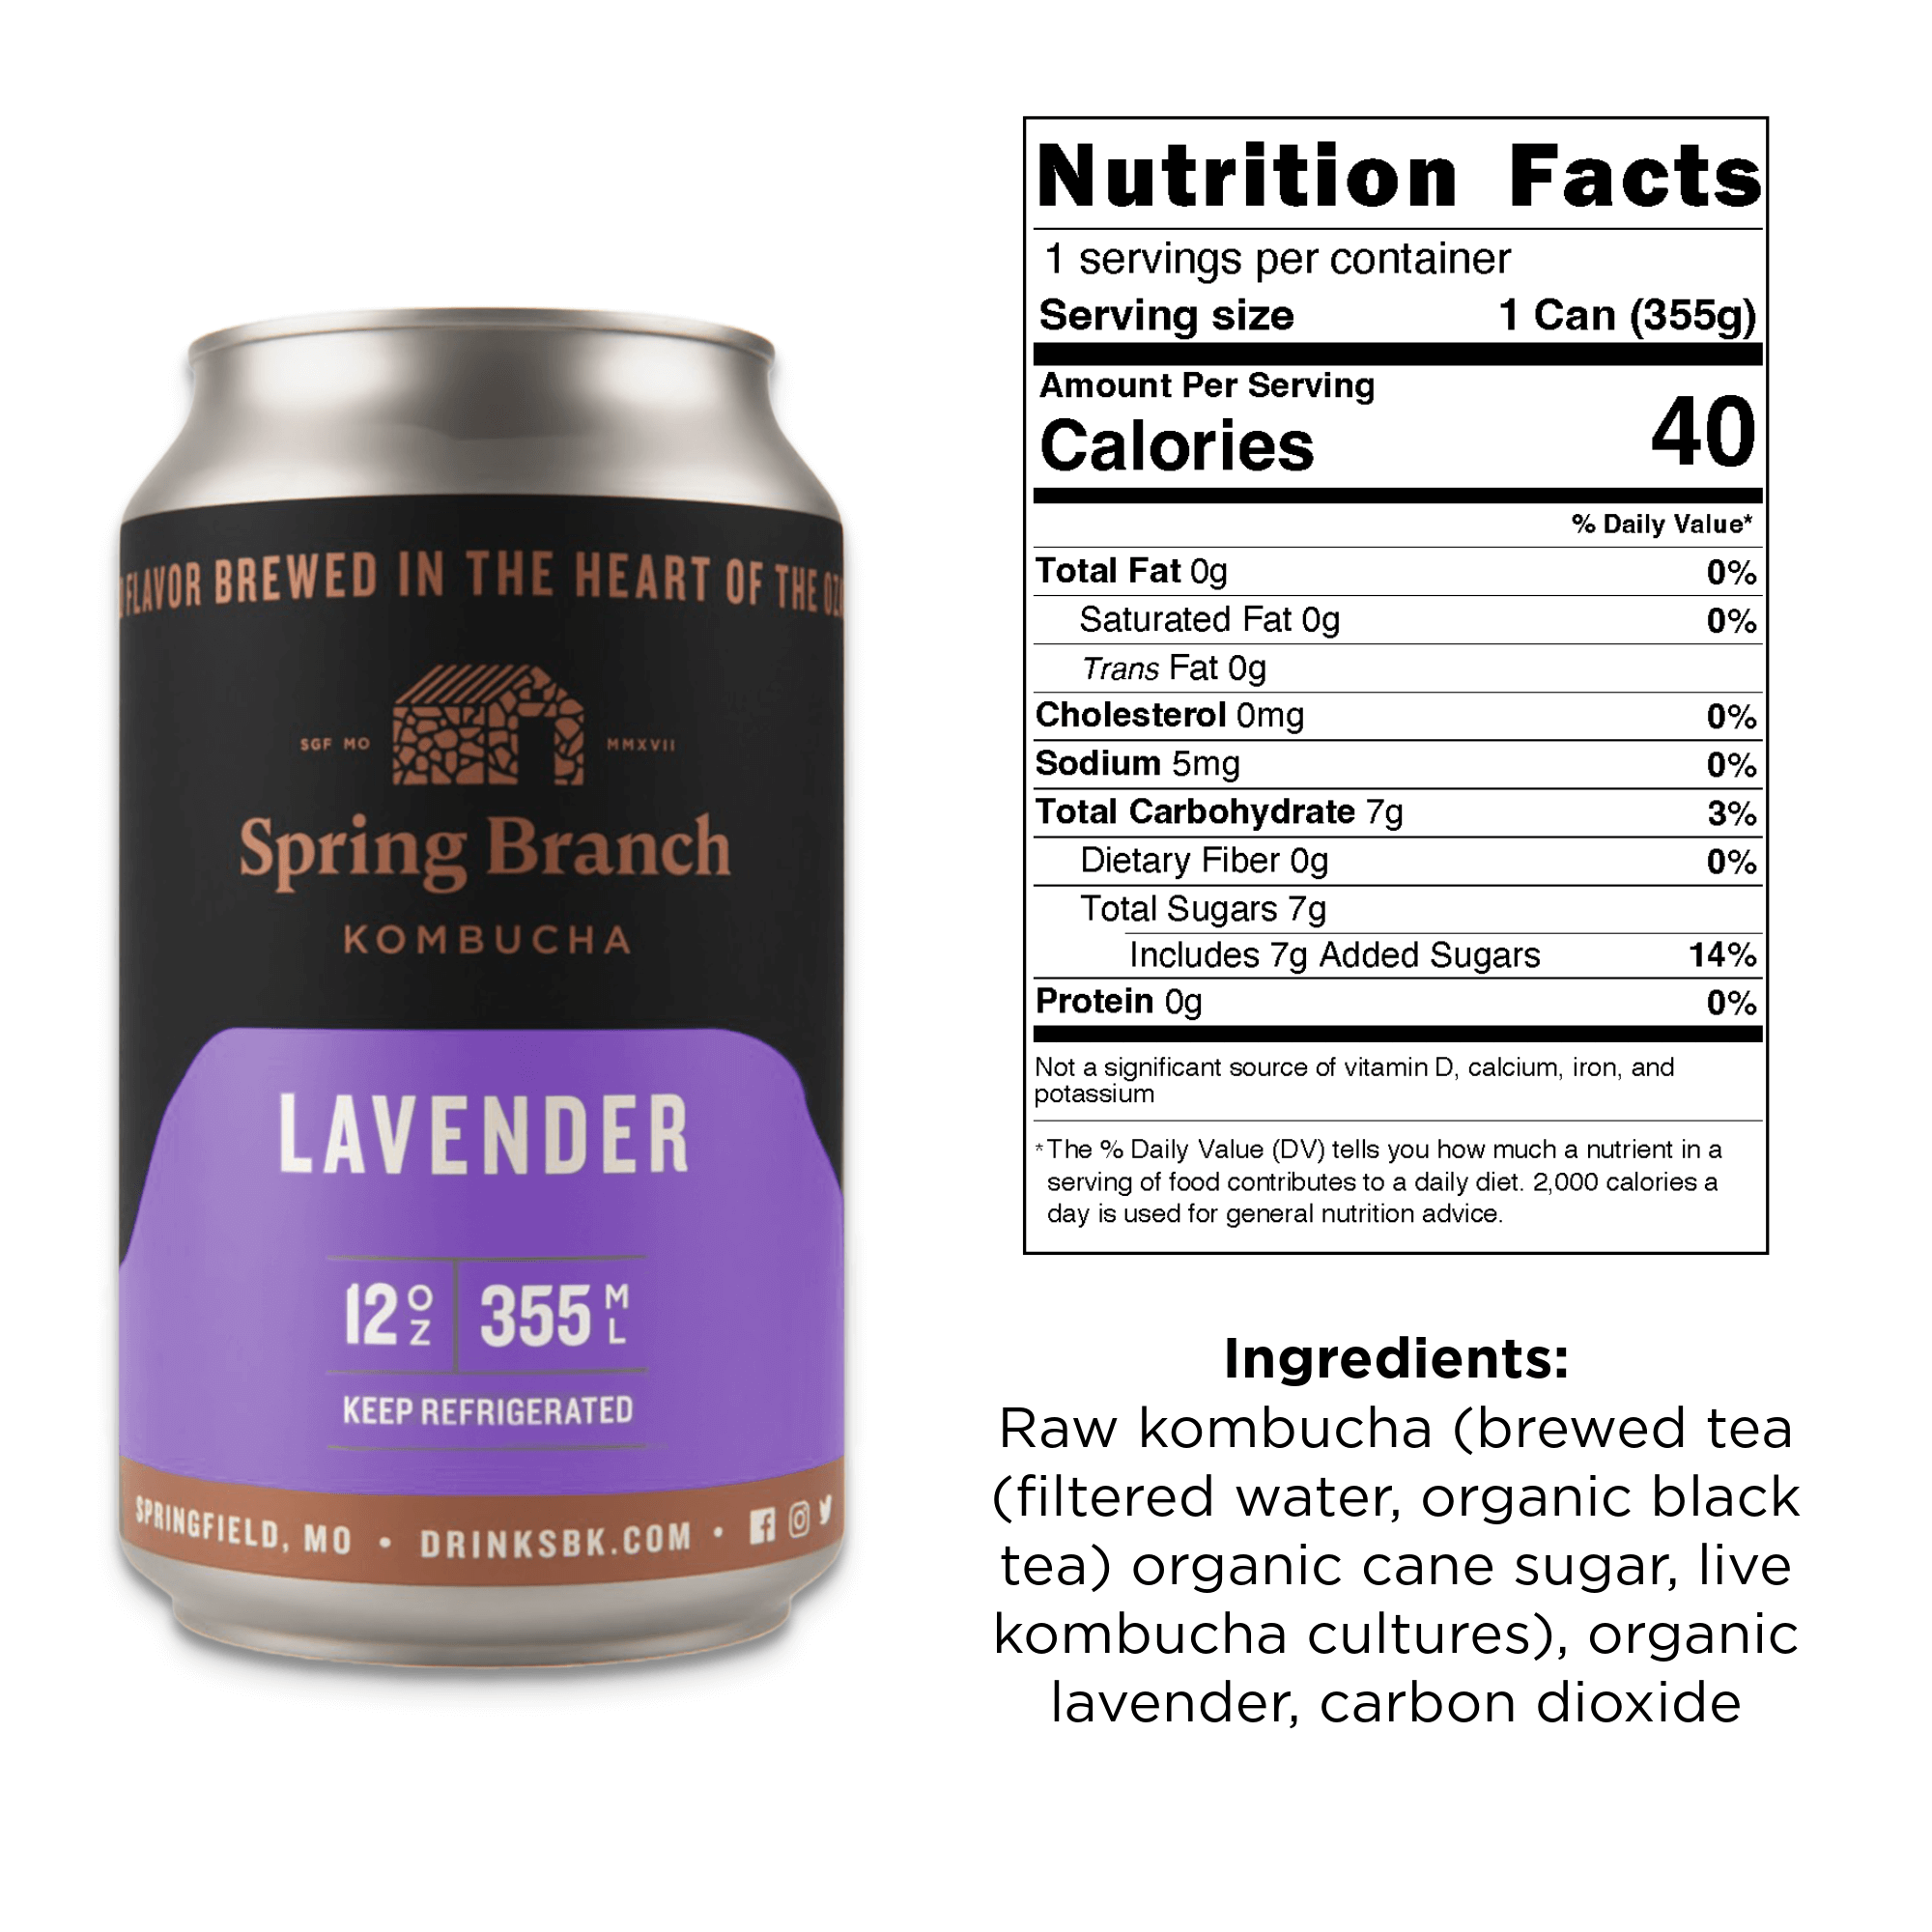 FLAVOR BREWED IN THE HEART OF THE
SGF MO
MMXVII
Spring Branch
KOMBUCHA
LAVENDER
12 OZ 355 ML
KEEP REFRIGERATED
SPRINGFIELD, MO • DRINKSBK.COM •
Nutrition Facts
1 servings per container
Serving size 1 Can (355g)
Amount Per Serving
Calories 40
% Daily Value*
Total Fat 0g 0%
Saturated Fat 0g 0%
Trans Fat 0g
Cholesterol 0mg 0%
Sodium 5mg 0%
Total Carbohydrate 7g 3%
Dietary Fiber 0g 0%
Total Sugars 7g
Includes 7g Added Sugars 14%
Protein 0g 0%
Not a significant source of vitamin D, calcium, iron, and
potassium
*The % Daily Value (DV) tells you how much a nutrient in a
serving of food contributes to a daily diet. 2,000 calories a
day is used for general nutrition advice.
Ingredients:
Raw kombucha (brewed tea
(filtered water, organic black
tea) organic cane sugar, live
kombucha cultures), organic
lavender, carbon dioxide